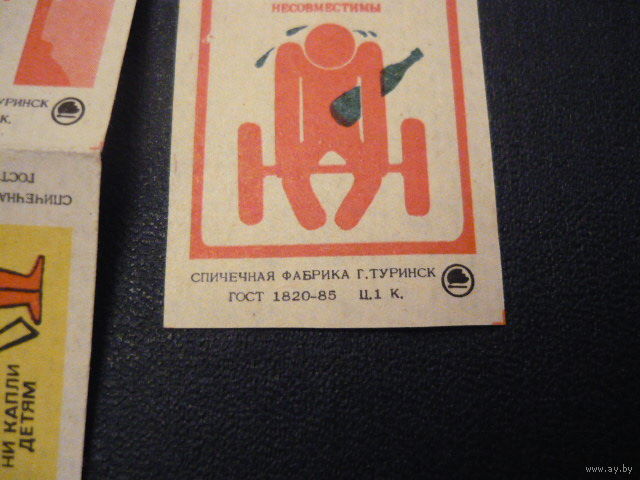 НЕСОВМЕСТИМЫ
СПИЧЕЧНАЯ ФАБРИКА Г.ТУРИНСК
ГОСТ 1820-85 Ц.1 К.
ТУРИНСК
К.
СПИЧЕЧНАЯ
ГОСТ
НИ КАПЛИ
ДЕТЯМ
www.ay.by